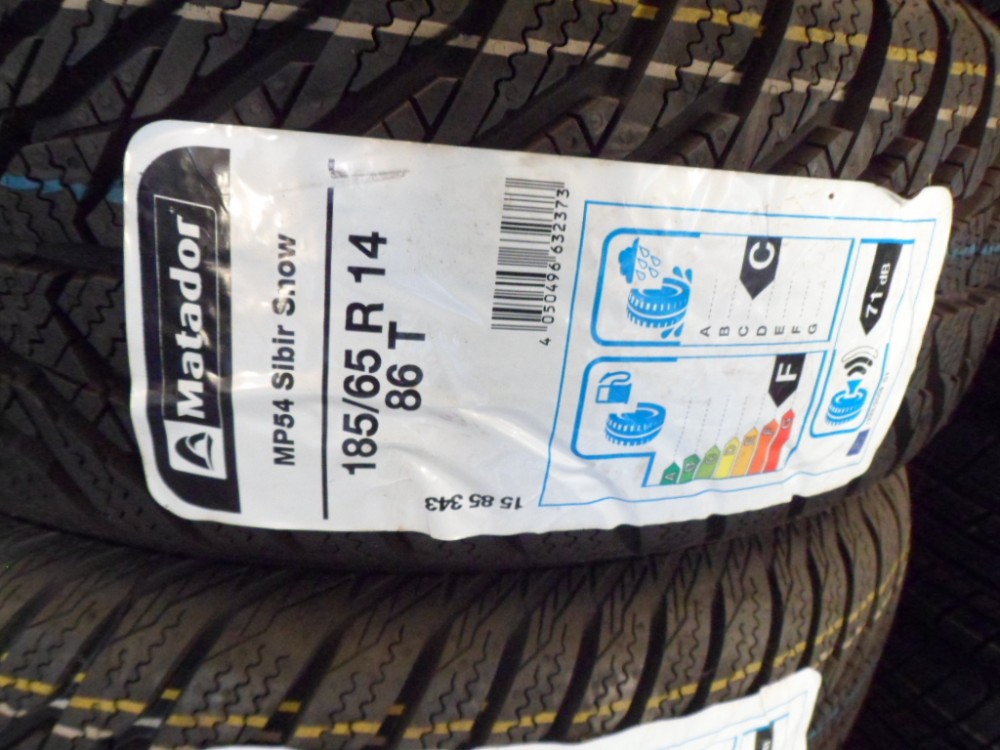 Matador
MP54 Sibir Snow
185/65 R 14
86 T
15 85 343
4 050496 632373
A
B
C
D
E
F
G
C
A
B
C
D
E
F
G
F
71 dB